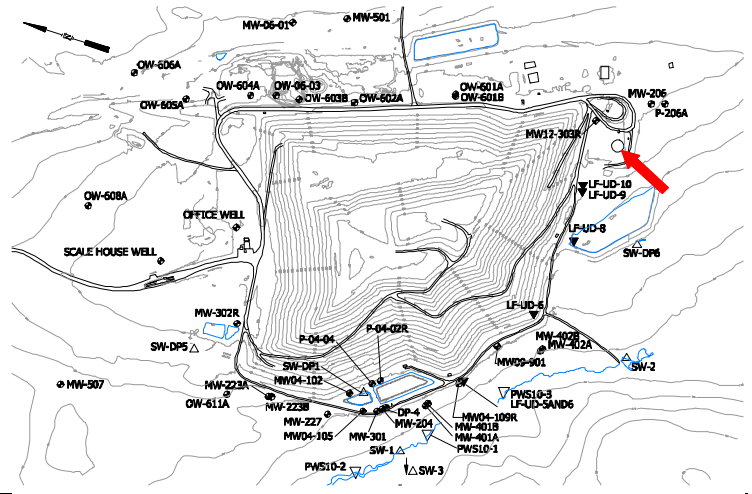 MW-06-01
MW-501
OW-606A
OW-604A
OW-06-03
OW-605A
OW-603B
OW-602A
OW-601A
OW-601B
MW-206
P-206A
MW12-303R
LF-UD-10
LF-UD-9
OW-608A
OFFICE WELL
LF-UD-8
SCALE HOUSE WELL
SW-DP6
MW-302R
LF-UD-6
P-04-02R
P-04-04
MW-402B
MW-402A
SW-DP5
SW-DP1
MW09-901
SW-2
MW04-102
MW-507
MW-223A
PWS10-3
LF-UD-SAND6
OW-611A
MW-223B
DP-4
MW04-109R
MW-227
MW-204
MW-401B
MW04-105
MW-301
MW-401A
SW-1
PWS10-1
PWS10-2
SW-3